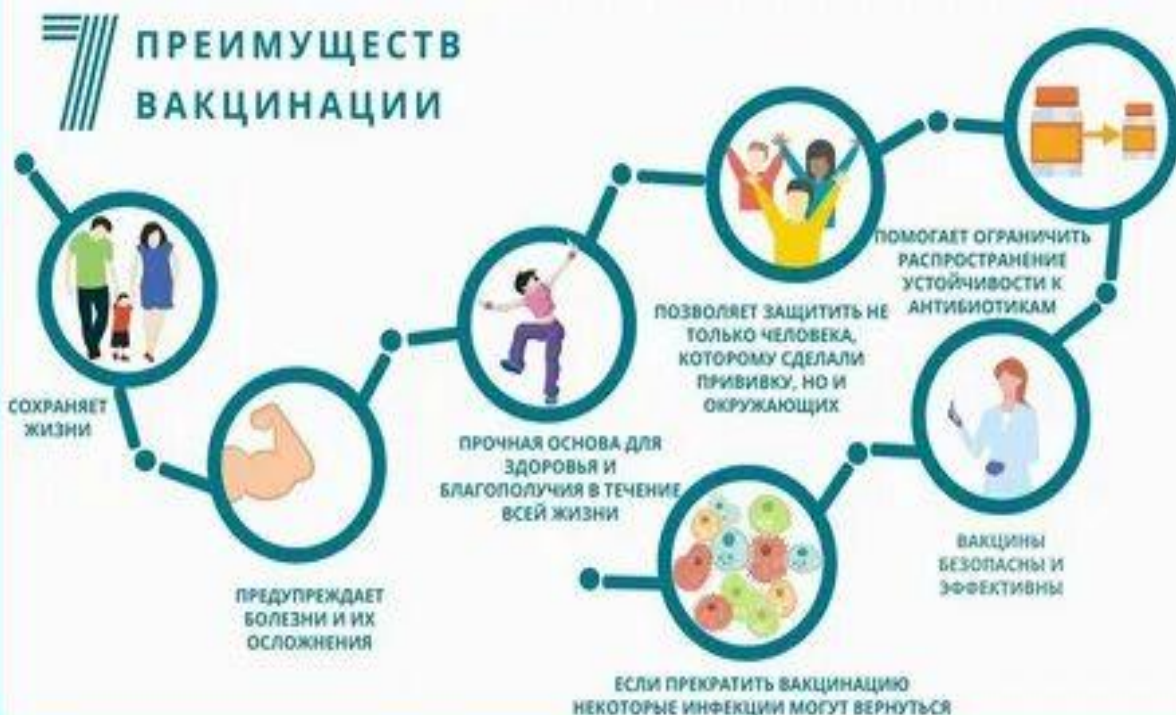 7 ПРЕИМУЩЕСТВ
ВАКЦИНАЦИИ
СОХРАНЯЕТ
ЖИЗНИ
ПРЕДУПРЕЖДАЕТ
БОЛЕЗНИ И ИХ
ОСЛОЖНЕНИЯ
ПРОЧНАЯ ОСНОВА ДЛЯ
ЗДОРОВЬЯ И
БЛАГОПОЛУЧИЯ В ТЕЧЕНИЕ
ВСЕЙ ЖИЗНИ
ПОЗВОЛЯЕТ ЗАЩИТИТЬ НЕ
ТОЛЬКО ЧЕЛОВЕКА,
КОТОРОМУ СДЕЛАЛИ
ПРИВИВКУ, НО И
ОКРУЖАЮЩИХ
ПОМОГАЕТ ОГРАНИЧИТЬ
РАСПРОСТРАНЕНИЕ
УСТОЙЧИВОСТИ К
АНТИБИОТИКАМ
ВАКЦИНЫ
БЕЗОПАСНЫ И
ЭФФЕКТИВНЫ
ЕСЛИ ПРЕКРАТИТЬ ВАКЦИНАЦИЮ
НЕКОТОРЫЕ ИНФЕКЦИИ МОГУТ ВЕРНУТЬСЯ